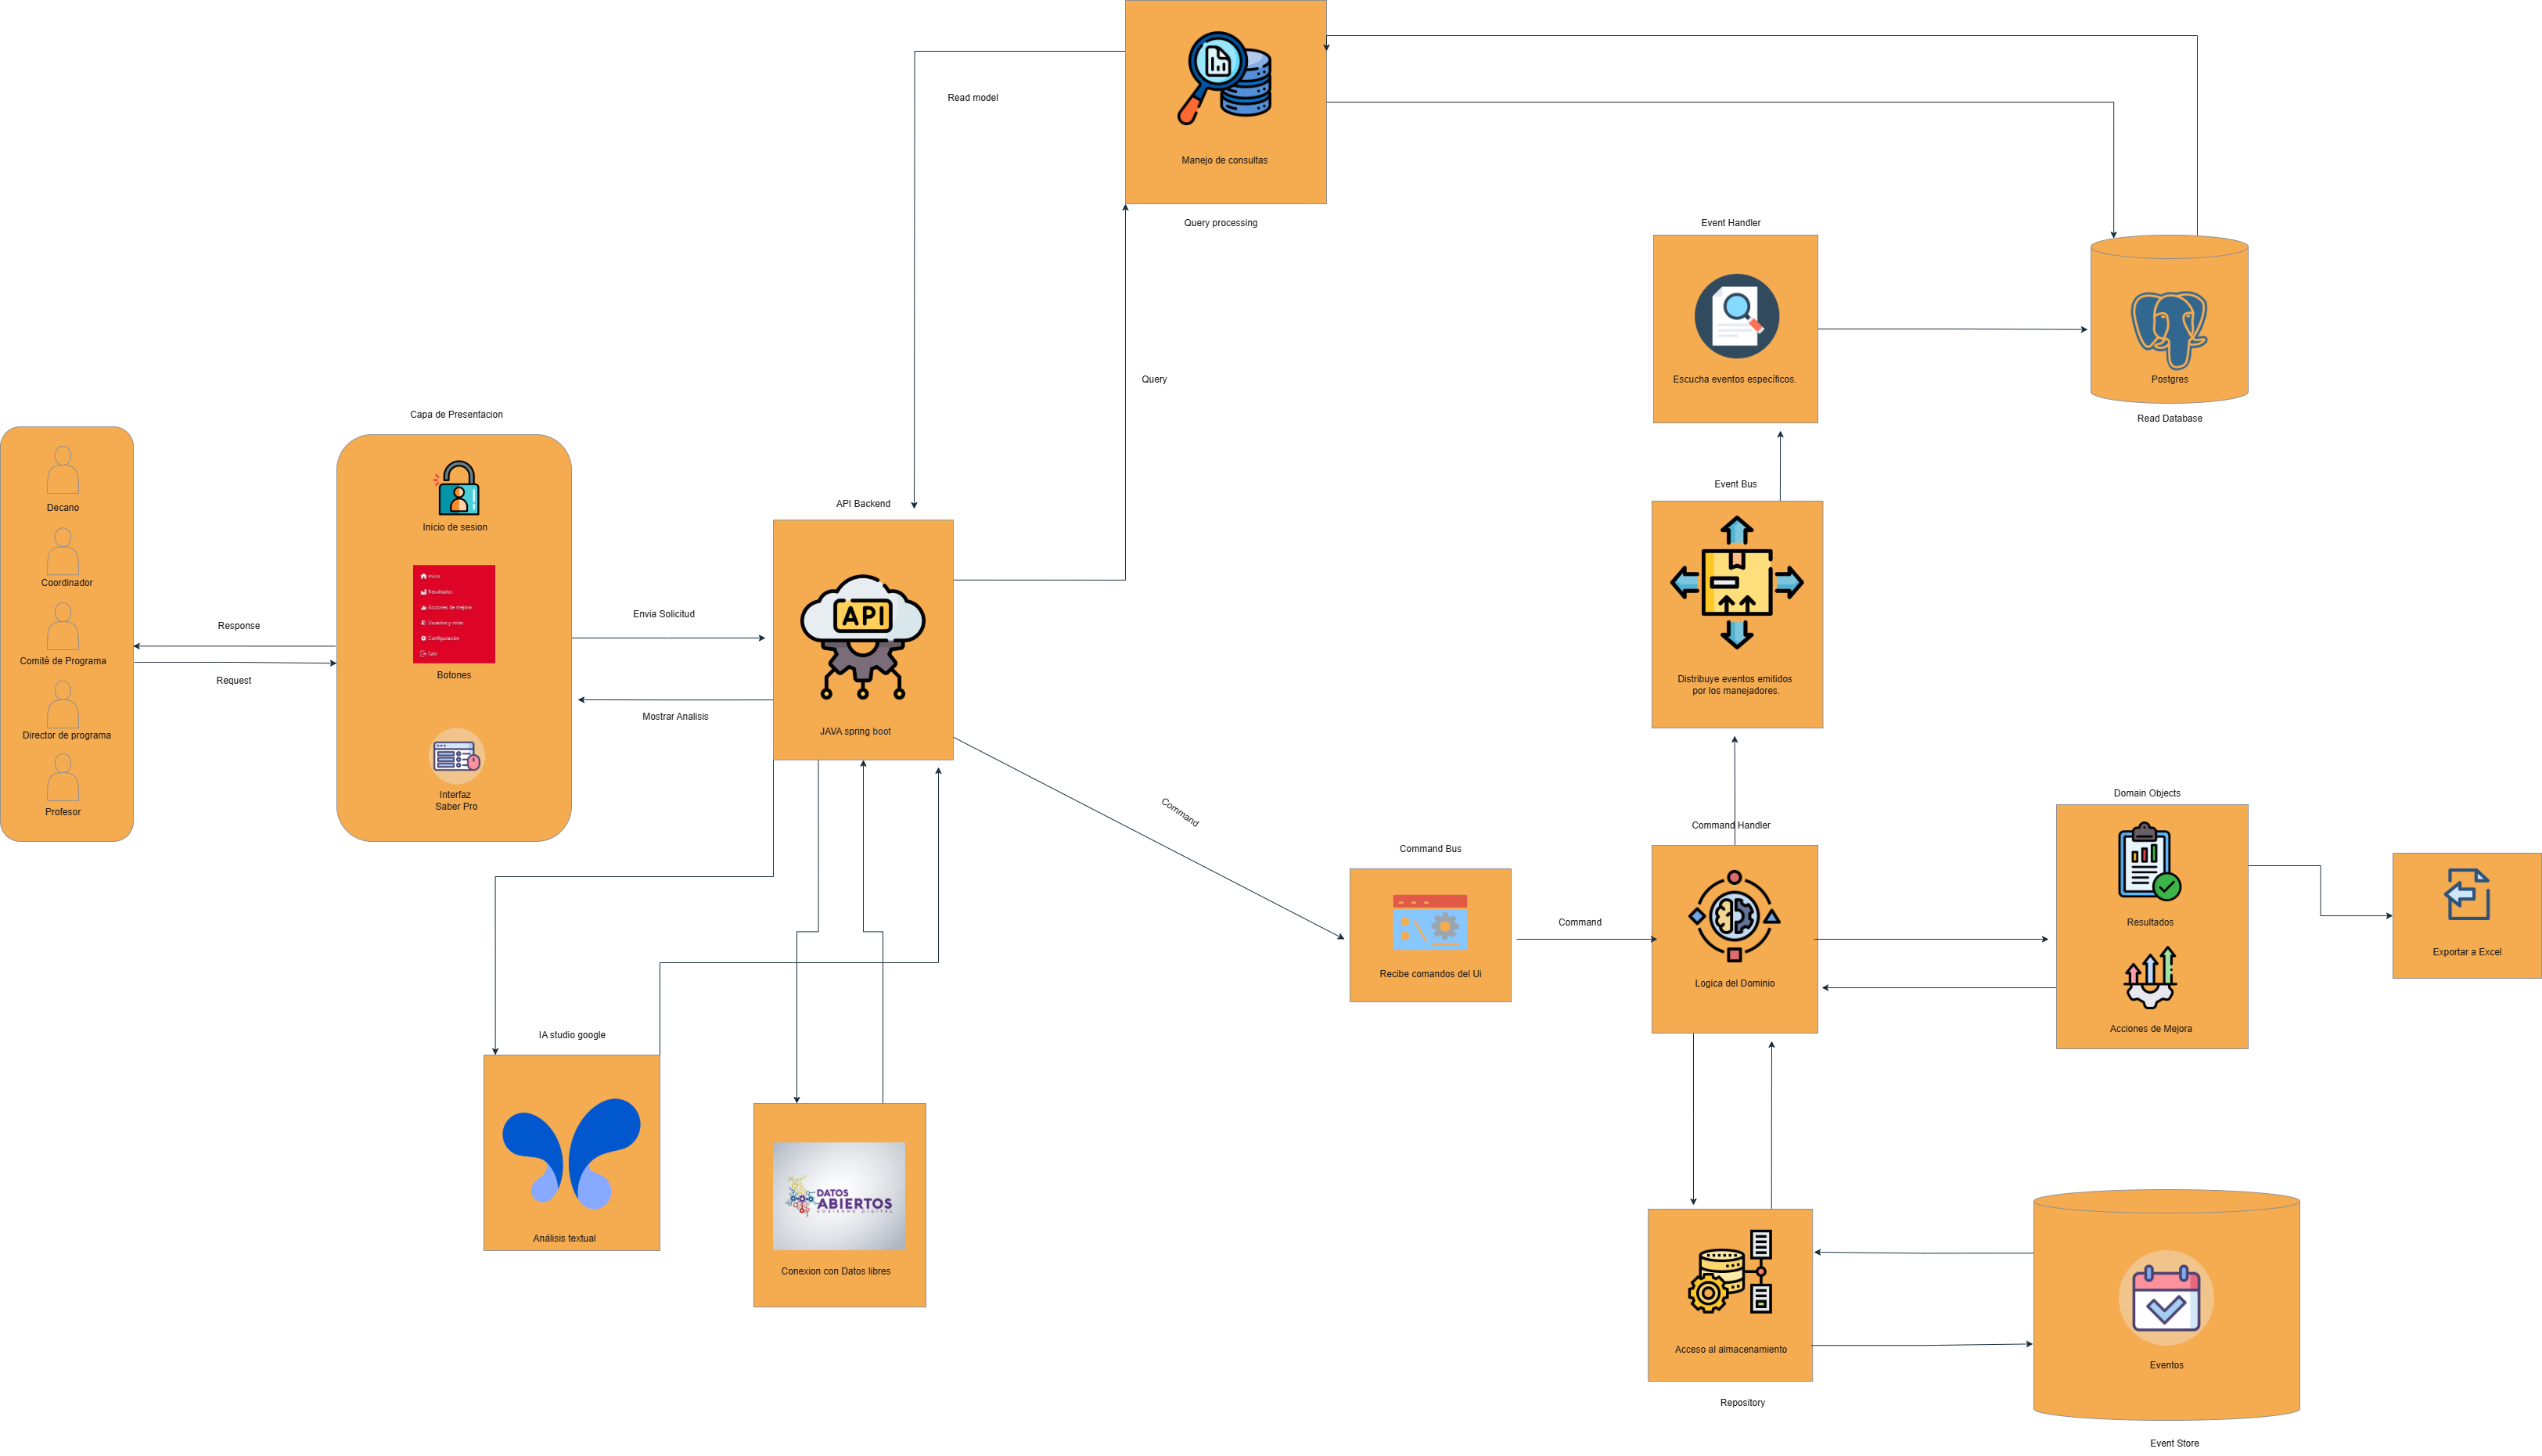 Manejo de consultas
Query processing
Read model
Query
Event Handler
Escucha eventos específicos.
Postgres
Read Database
Capa de Presentacion
Decano
Coordinador
Comité de Programa
Director de programa
Profesor
Response
Request
Inicio de sesion
Inicio
Resultados
Acciones de mejora
Usuarios y roles
Configuración
Salir
Botones
Interfaz
Saber Pro
Envia Solicitud
Mostrar Analisis
API Backend
API
JAVA spring boot
Event Bus
Distribuye eventos emitidos
por los manejadores.
Command
Command Bus
Recibe comandos del Ui
Command
Command Handler
Logica del Dominio
Domain Objects
Resultados
Acciones de Mejora
Exportar a Excel
IA studio google
Análisis textual
DATOS
ABIERTOS
GOBIERNO DIGITAL
Conexion con Datos libres
Acceso al almacenamiento
Repository
Eventos
Event Store